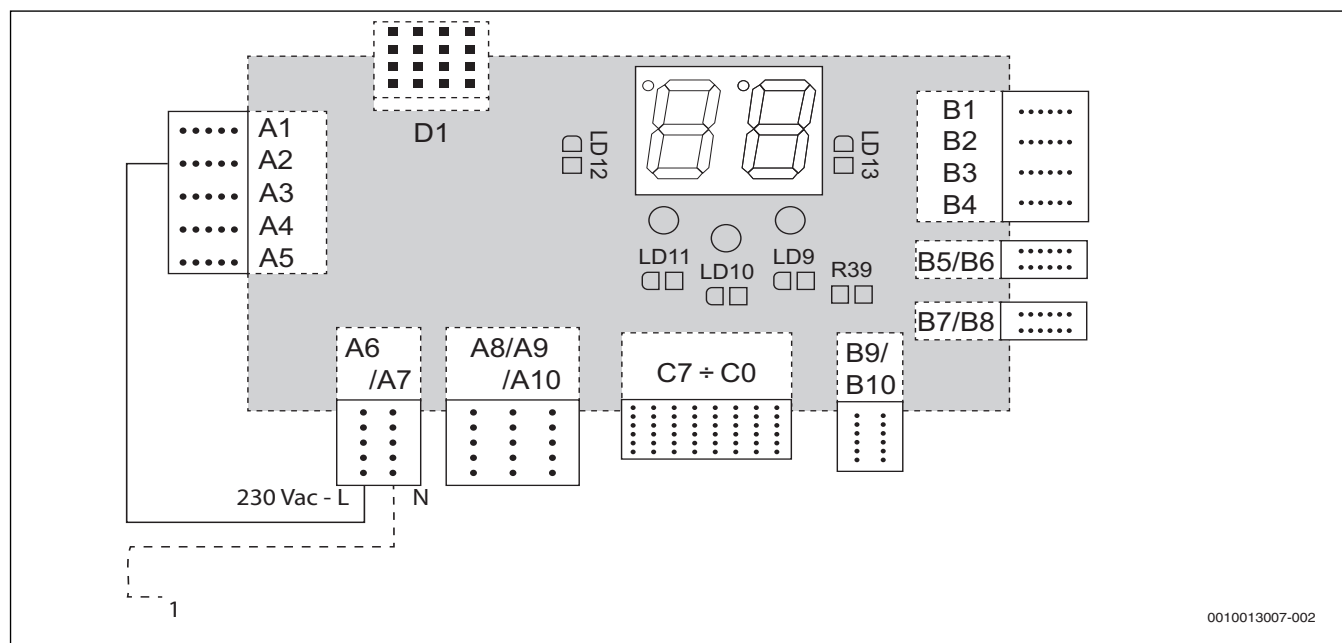 D1
A1
A2
A3
A4
A5
LD12
LD13
B1
B2
B3
B4
LD11
LD10
LD9
R39
B5/B6
B7/B8
A6
/A7
A8/A9
/A10
C7 ÷ C0
B9/
B10
230 Vac - L
N
1
0010013007-002